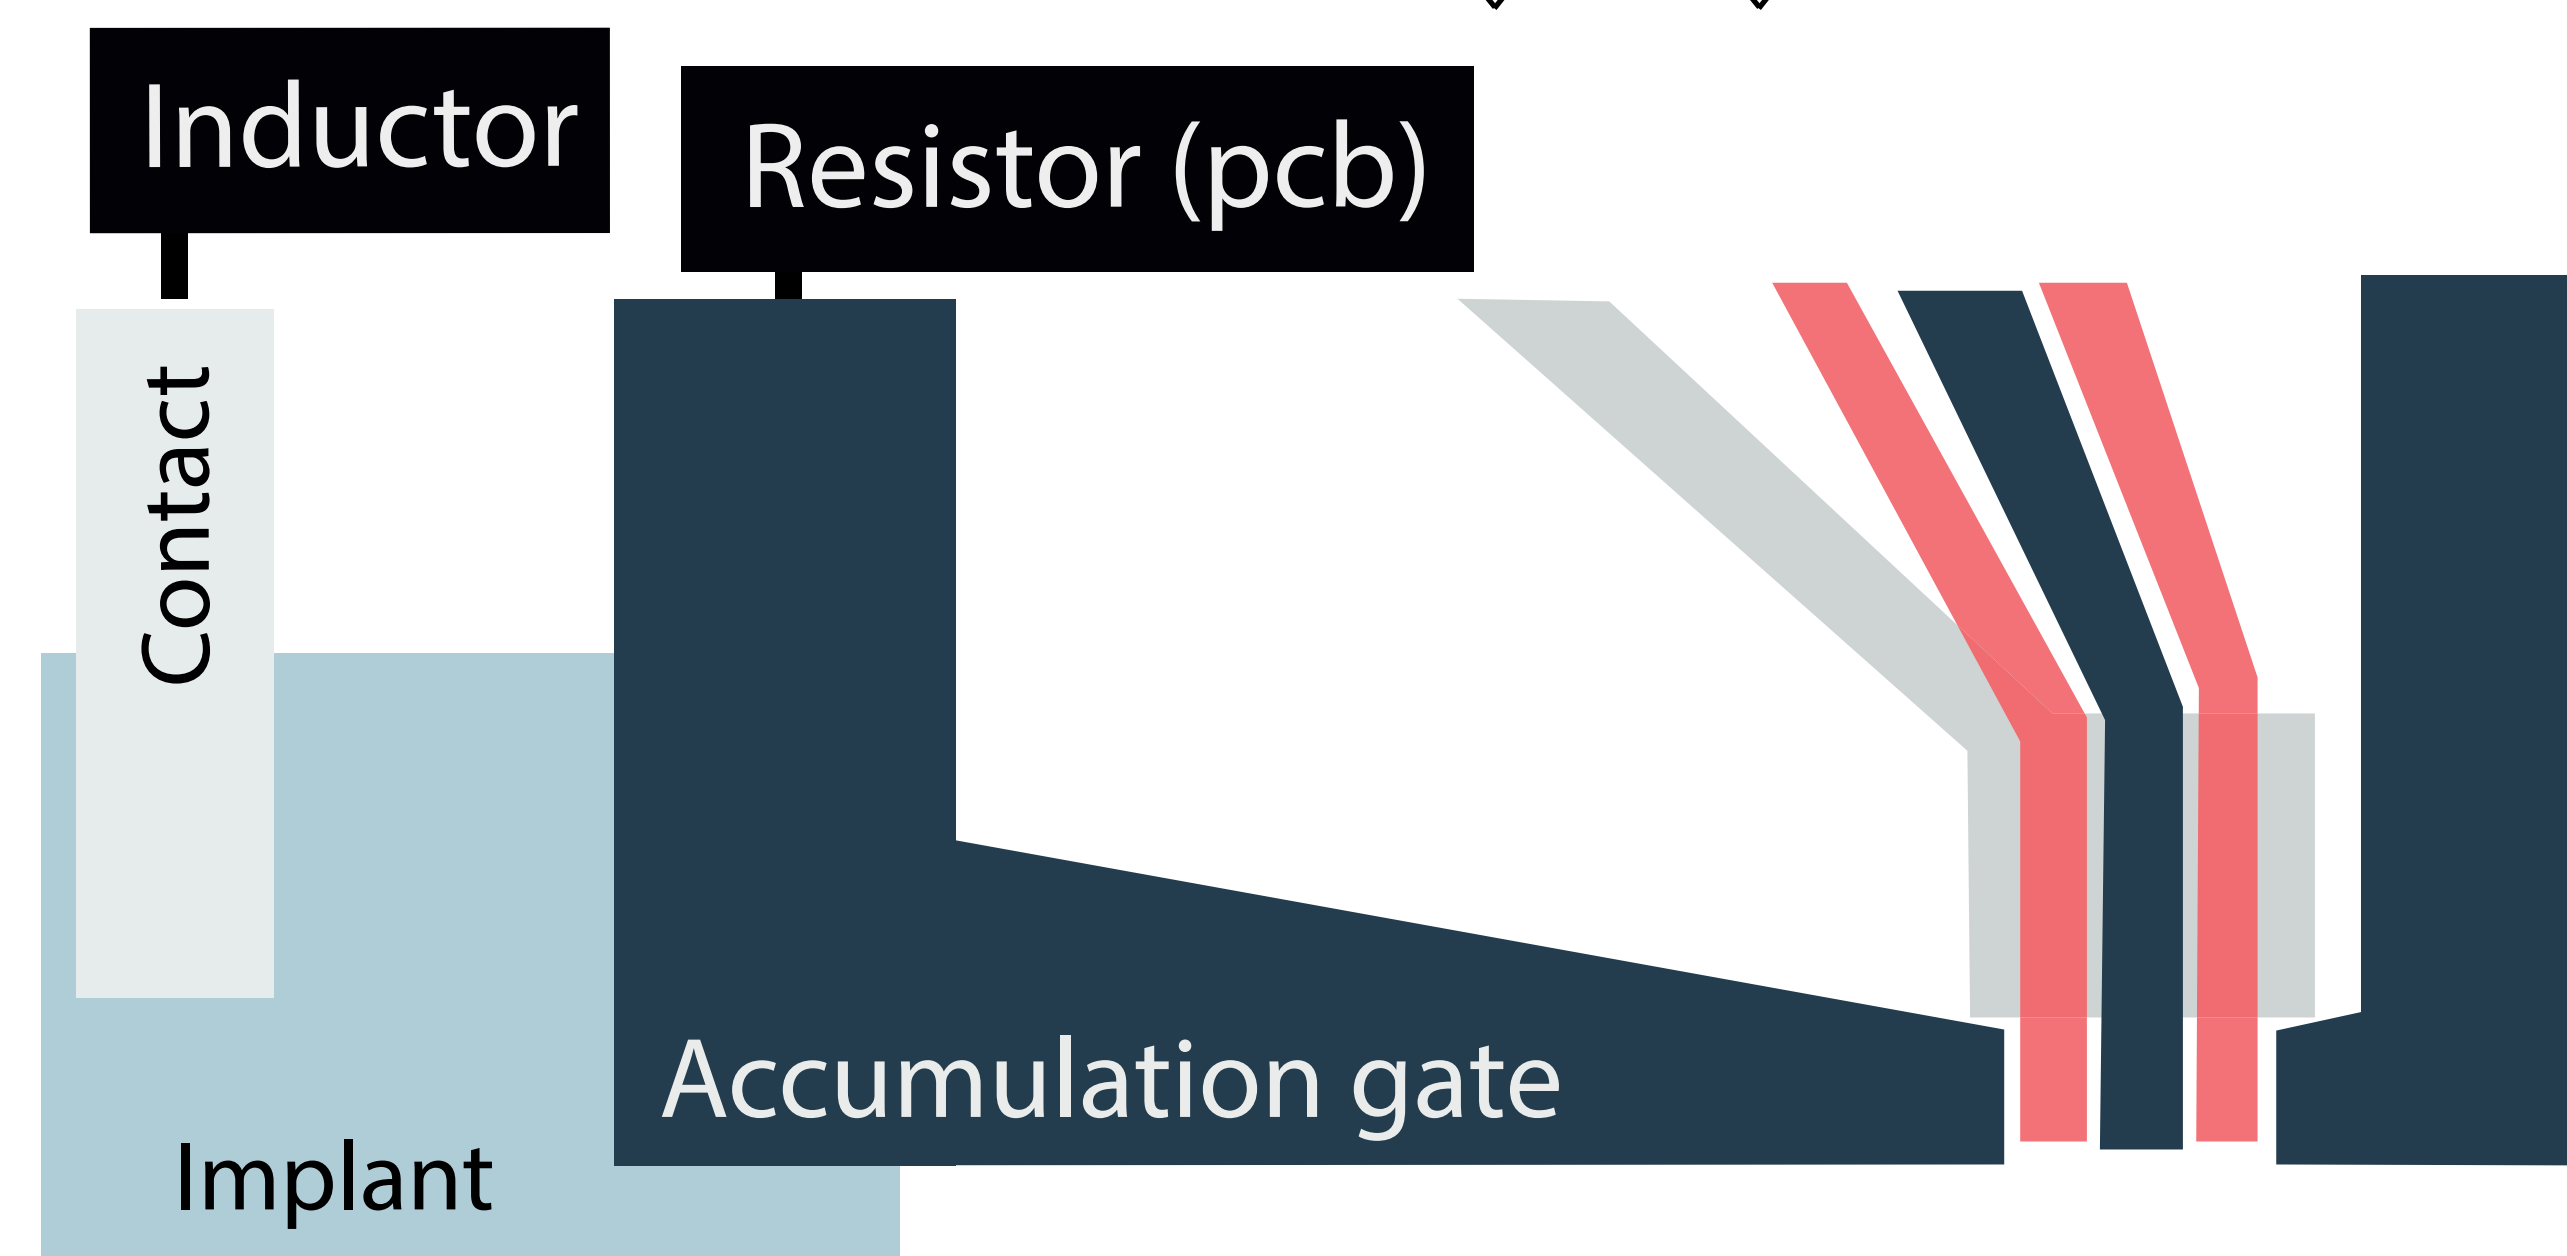 Inductor
Resistor (pcb)
Contact
Accumulation gate
Implant